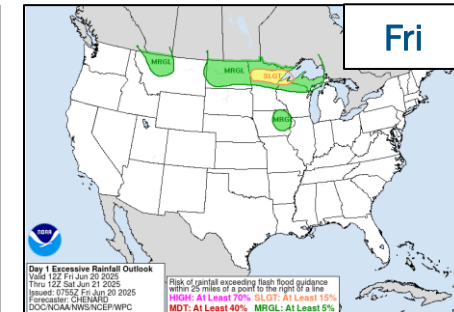 Fri
MRGL
MRGL
SLGT
MRGL
NOAA
Day 1 Excessive Rainfall Outlook
Valid 12Z Fri Jun 20 2025
Thru 12Z Sat Jun 21 2025
Issued: 0755Z Fri Jun 20 2025
Forecaster: CHENARD
DOC/NOAA/NWS/NCEP/WPC
Risk of rainfall exceeding flash flood guidance
within 25 miles of a point to the right of a line
HIGH: At Least 70% SLGT: At Least 15%
MDT: At Least 40% MRGL: At Least 5%